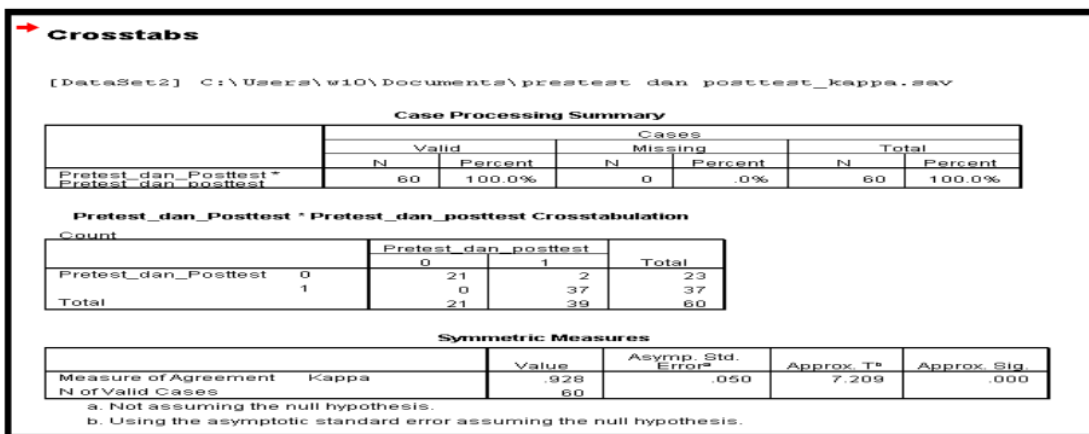 Crosstabs
[DataSet2] C:\Users\w10\Documents\prestest dan posttest_kappa.sav
Case Processing Summary
Cases
Valid Missing Total
N Percent N Percent N Percent
Pretest_dan_Posttest * Pretest_dan_posttest 60 100.0% 0 .0% 60 100.0%
Pretest_dan_Posttest * Pretest_dan_posttest Crosstabulation
Count
Pretest_dan_posttest
0 1 Total
Pretest_dan_Posttest 0 21 2 23
1 0 37 37
Total 21 39 60
Symmetric Measures
Value Asymp. Std. Errorᵃ Approx. Tᵇ Approx. Sig.
Measure of Agreement Kappa .928 .050 7.209 .000
N of Valid Cases 60
a. Not assuming the null hypothesis.
b. Using the asymptotic standard error assuming the null hypothesis.